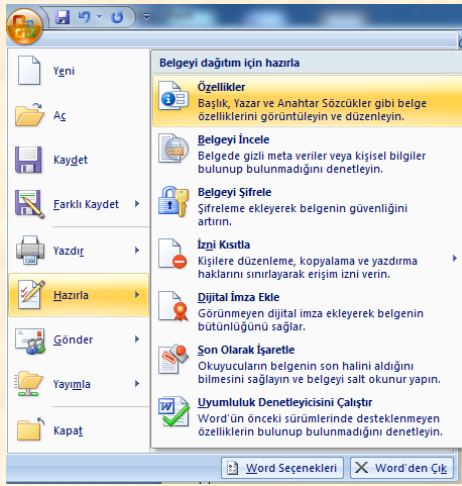 Yeni
Aç
Kaydet
Farklı Kaydet
Yazdır
Hazırla
Gönder
Yayımla
Kapat
Belgeyi dağıtım için hazırla
Özellikler
Başlık, Yazar ve Anahtar Sözcükler gibi belge
özelliklerini görüntüleyin ve düzenleyin.
Belgeyi İncele
Belgede gizli meta veriler veya kişisel bilgiler
bulunup bulunmadığını denetleyin.
Belgeyi Şifrele
Şifreleme ekleyerek belgenin güvenliğini
artırın.
İzni Kısıtla
Kişilere düzenleme, kopyalama ve yazdırma
haklarını sınırlayarak erişim izni verin.
Dijital İmza Ekle
Görünmeyen dijital imza ekleyerek belgenin
bütünlüğünü sağlar.
Son Olarak İşaretle
Okuyucuların belgenin son halini aldığını
bilmesini sağlayın ve belgeyi salt okunur yapın.
Uyumluluk Denetleyicisini Çalıştır
Word'ün önceki sürümlerinde desteklenmeyen
özelliklerin bulunup bulunmadığını denetleyin.
Word Seçenekleri
Word'den Çık